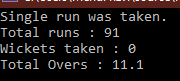 Single run was taken.
Total runs : 91
Wickets taken : 0
Total Overs : 11.1